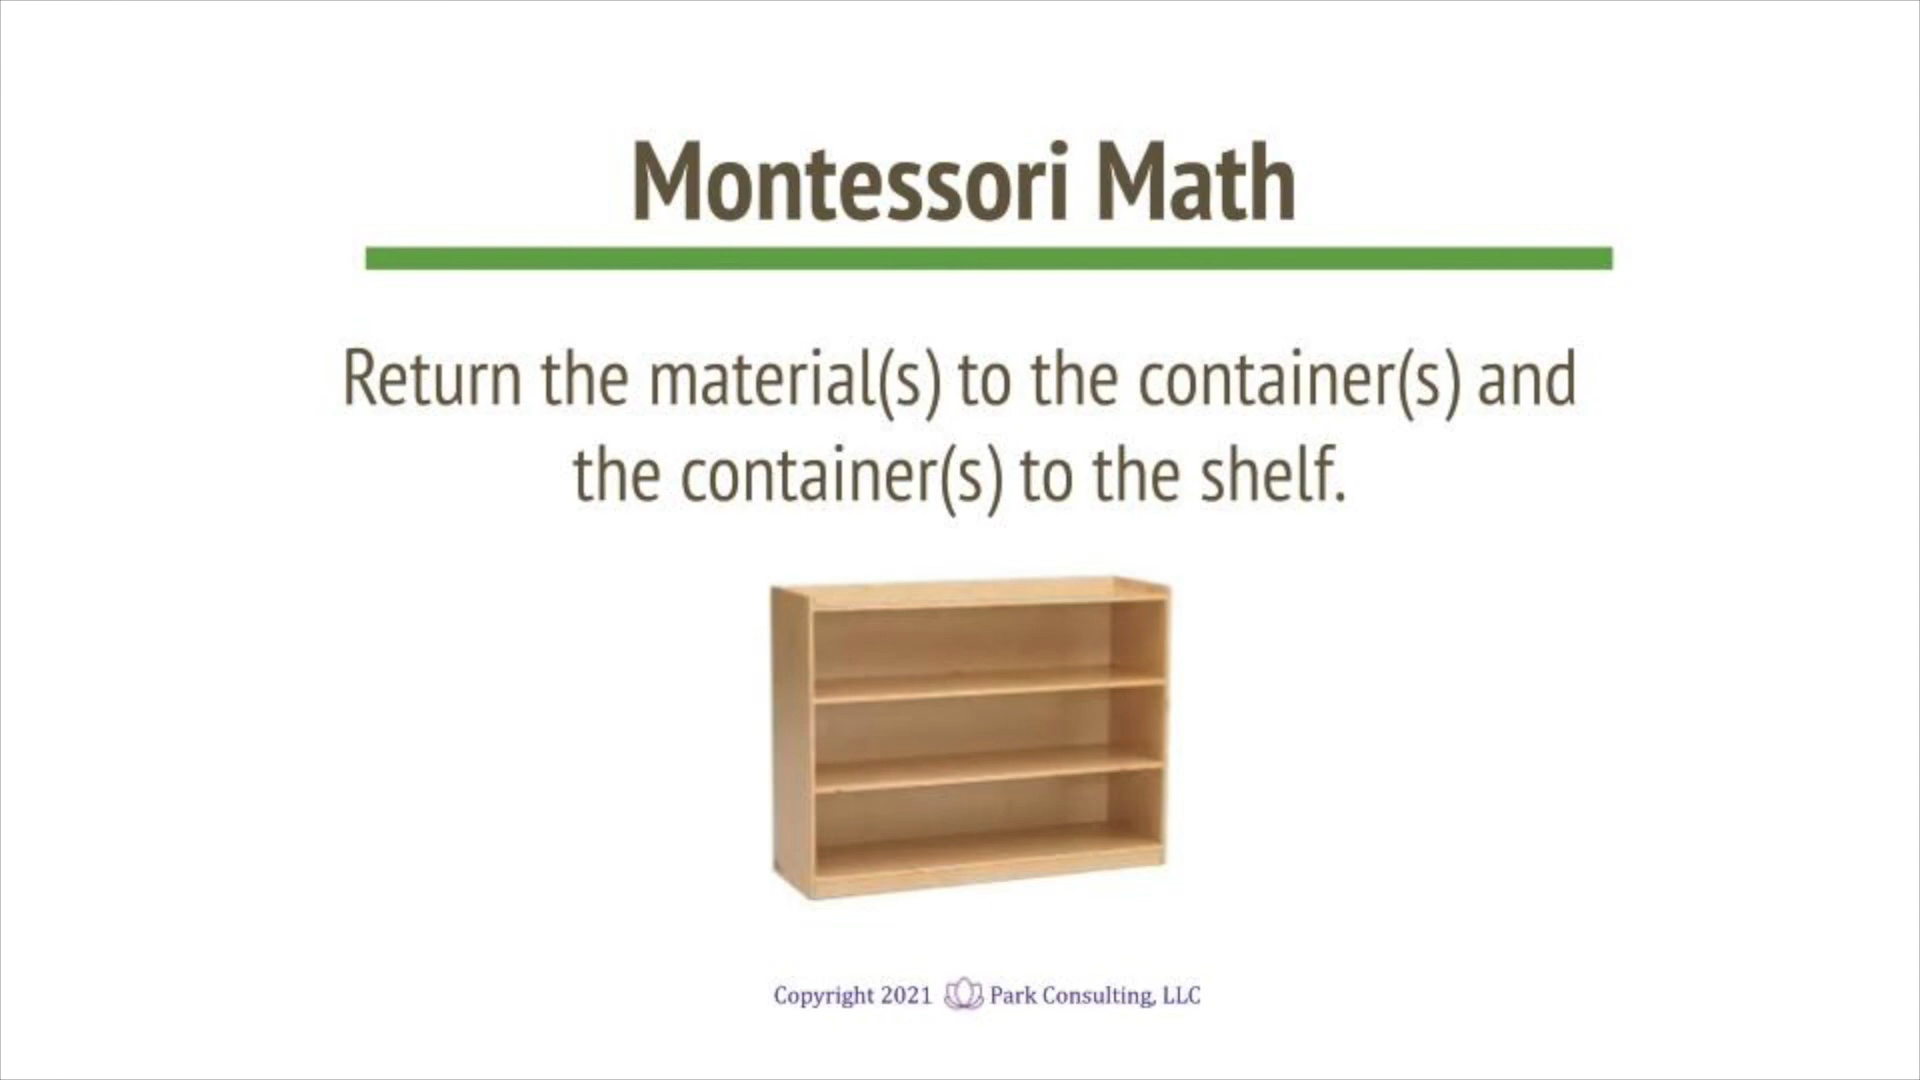 Montessori Math
Return the material(s) to the container(s) and
the container(s) to the shelf.
Copyright 2021 Park Consulting, LLC